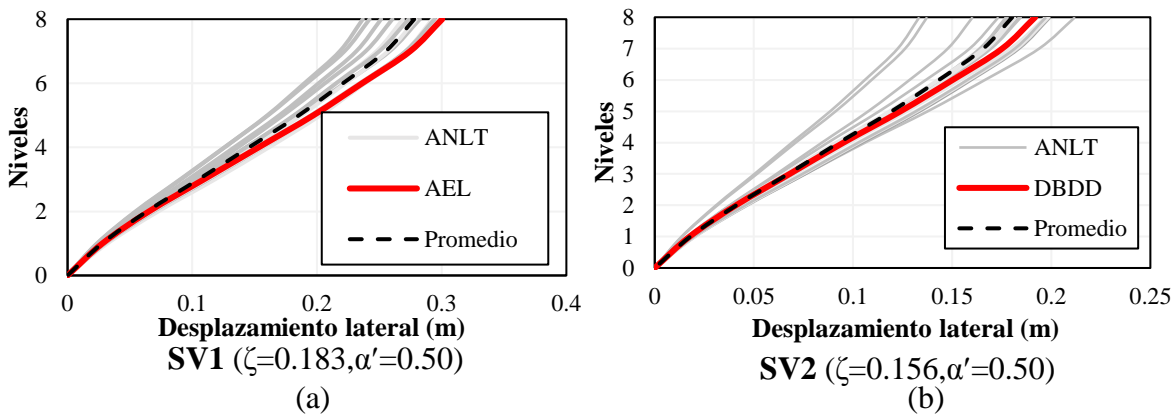 8
6
4
2
0
Niveles
ANLT
AEL
Promedio
0 0.1 0.2 0.3 0.4
Desplazamiento lateral (m)
SV1 (ζ=0.183,α′=0.50)
(a)
8
7
6
5
4
3
2
1
0
Niveles
ANLT
DBDD
Promedio
0 0.05 0.1 0.15 0.2 0.25
Desplazamiento lateral (m)
SV2 (ζ=0.156,α′=0.50)
(b)